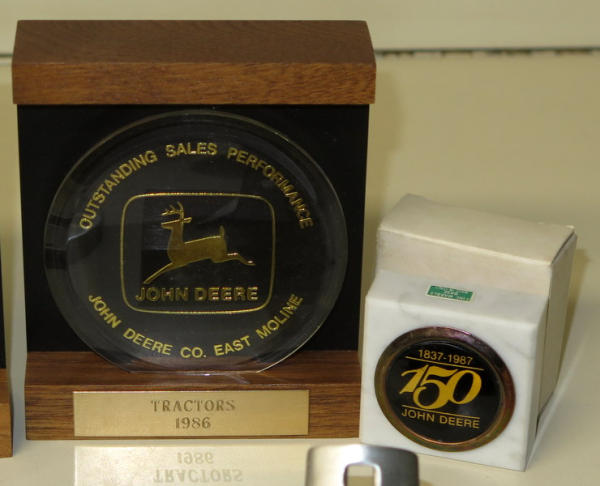 OUTSTANDING SALES PERFORMANCE
JOHN DEERE
JOHN DEERE CO. EAST MOLINE
TRACTORS
1986
1837-1987
150
JOHN DEERE